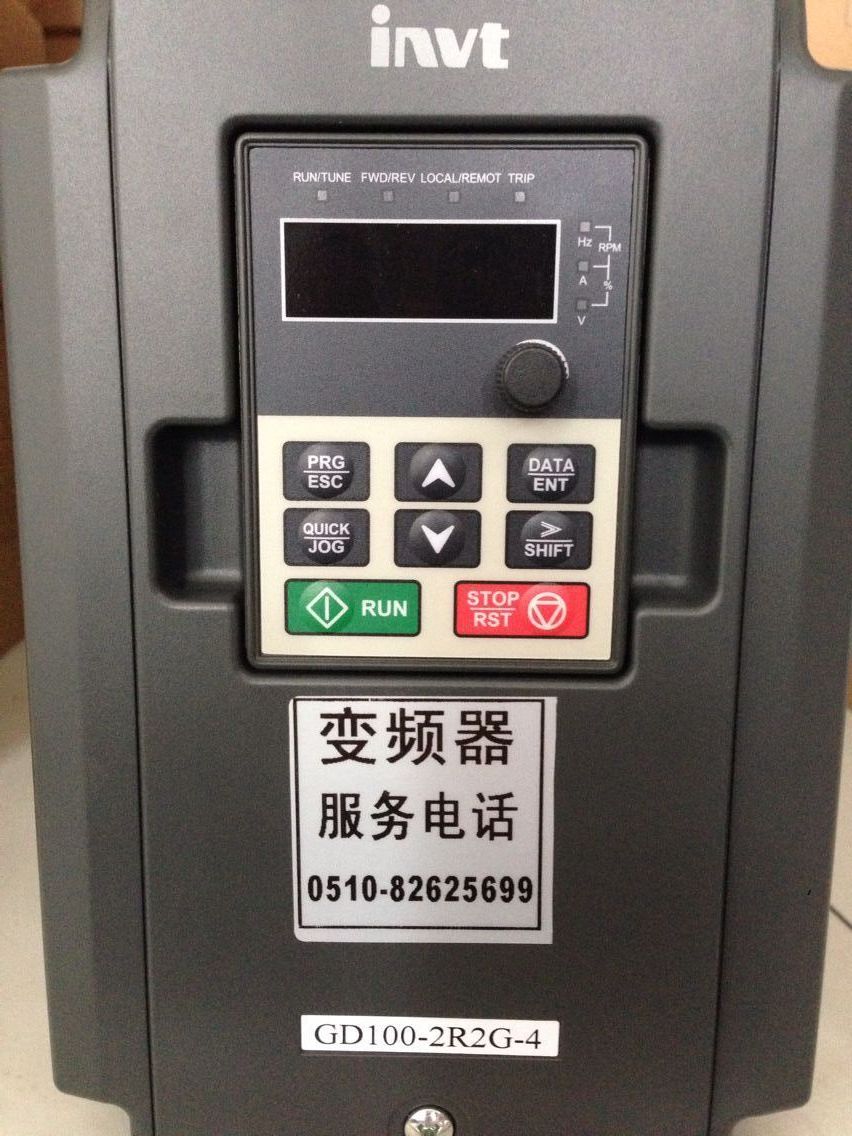 invt
RUN/TUNE FWD/REV LOCAL/REMOT TRIP
Hz
RPM
A
%
V
PRG
ESC
DATA
ENT
QUICK
JOG
SHIFT
RUN
STOP
RST
变频器
服务电话
0510-82625699
GD100-2R2G-4